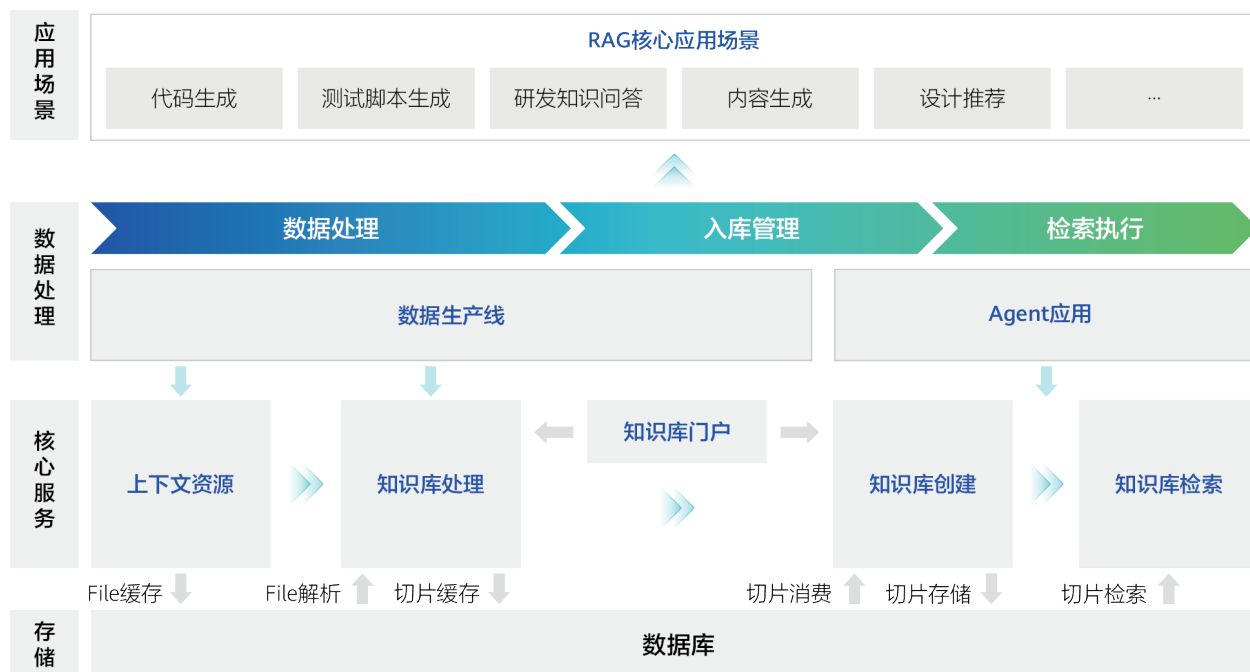 应用场景
RAG核心应用场景
代码生成
测试脚本生成
研发知识问答
内容生成
设计推荐
...
数据处理
数据处理
入库管理
检索执行
数据生产线
Agent应用
核心服务
上下文资源
知识库处理
知识库门户
知识库创建
知识库检索
File缓存
File解析
切片缓存
切片消费
切片存储
切片检索
存储
数据库